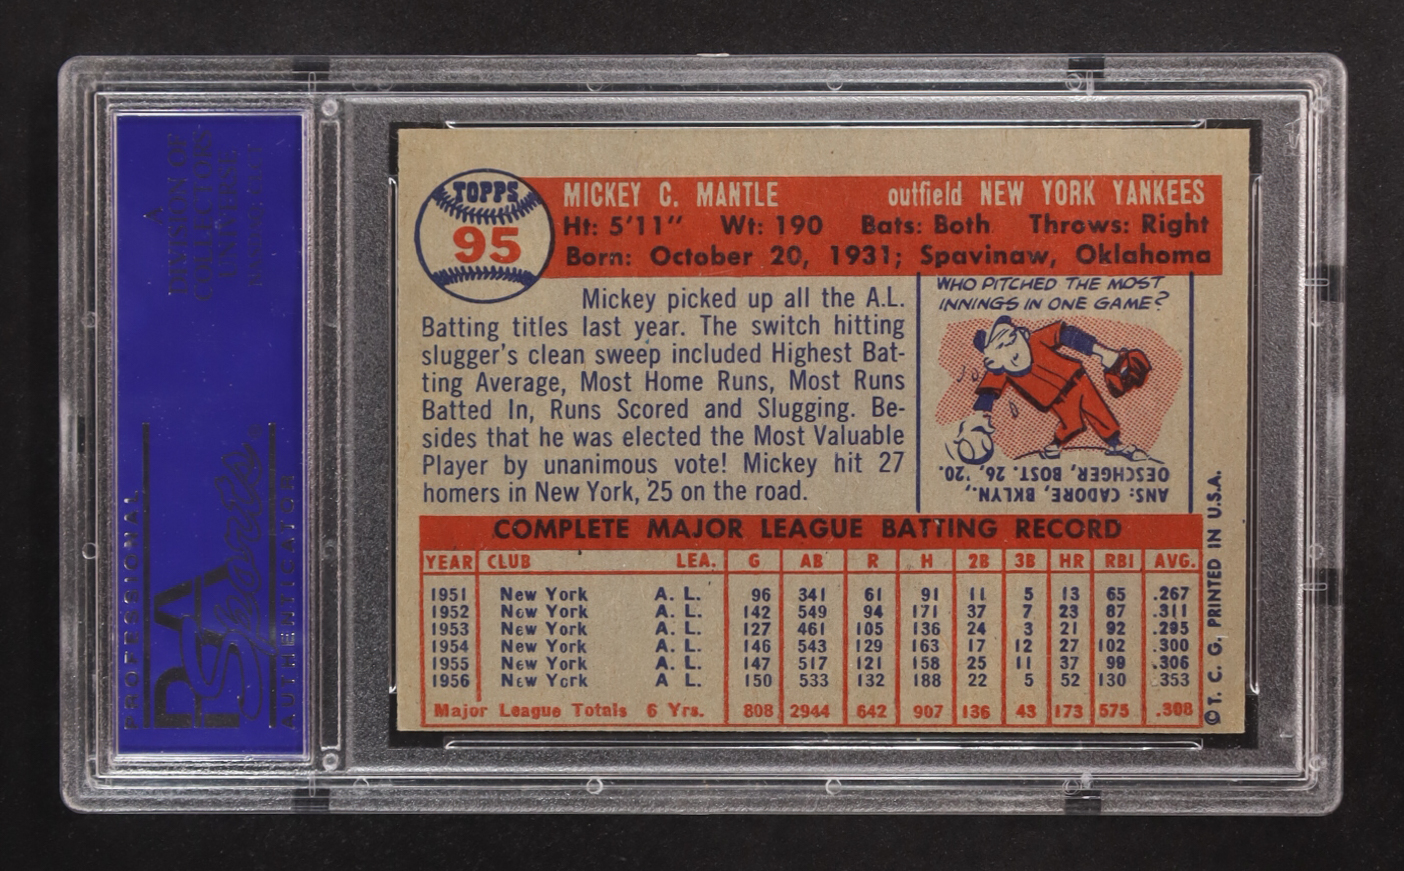 TOPPS
95
MICKEY C. MANTLE outfield NEW YORK YANKEES
Ht: 5'11" Wt: 190 Bats: Both Throws: Right
Born: October 20, 1931; Spavinaw, Oklahoma
Mickey picked up all the A.L.
Batting titles last year. The switch hitting
slugger's clean sweep included Highest Bat-
ting Average, Most Home Runs, Most Runs
Batted In, Runs Scored and Slugging. Be-
sides that he was elected the Most Valuable
Player by unanimous vote! Mickey hit 27
homers in New York, 25 on the road.
WHO PITCHED THE MOST
INNINGS IN ONE GAME?
ANS: CADORE, BKLYN.,
OESCHGER, BOST. 26, '20.
COMPLETE MAJOR LEAGUE BATTING RECORD
YEAR CLUB LEA. G AB R H 2B 3B HR RBI AVG.
1951 New York A. L. 96 341 61 91 11 5 13 65 .267
1952 New York A. L. 142 549 94 171 37 7 23 87 .311
1953 New York A. L. 127 461 105 136 24 3 21 92 .295
1954 New York A. L. 146 543 129 163 17 12 27 102 .300
1955 New York A. L. 147 517 121 158 25 11 37 99 .306
1956 New York A L. 150 533 132 188 22 5 52 130 .353
Major League Totals 6 Yrs. 808 2944 642 907 136 43 173 575 .308
© T. C. G. PRINTED IN U.S.A.
A
DIVISION OF
COLLECTORS
UNIVERSE
PROFESSIONAL
PSA
Sports
AUTHENTICATOR